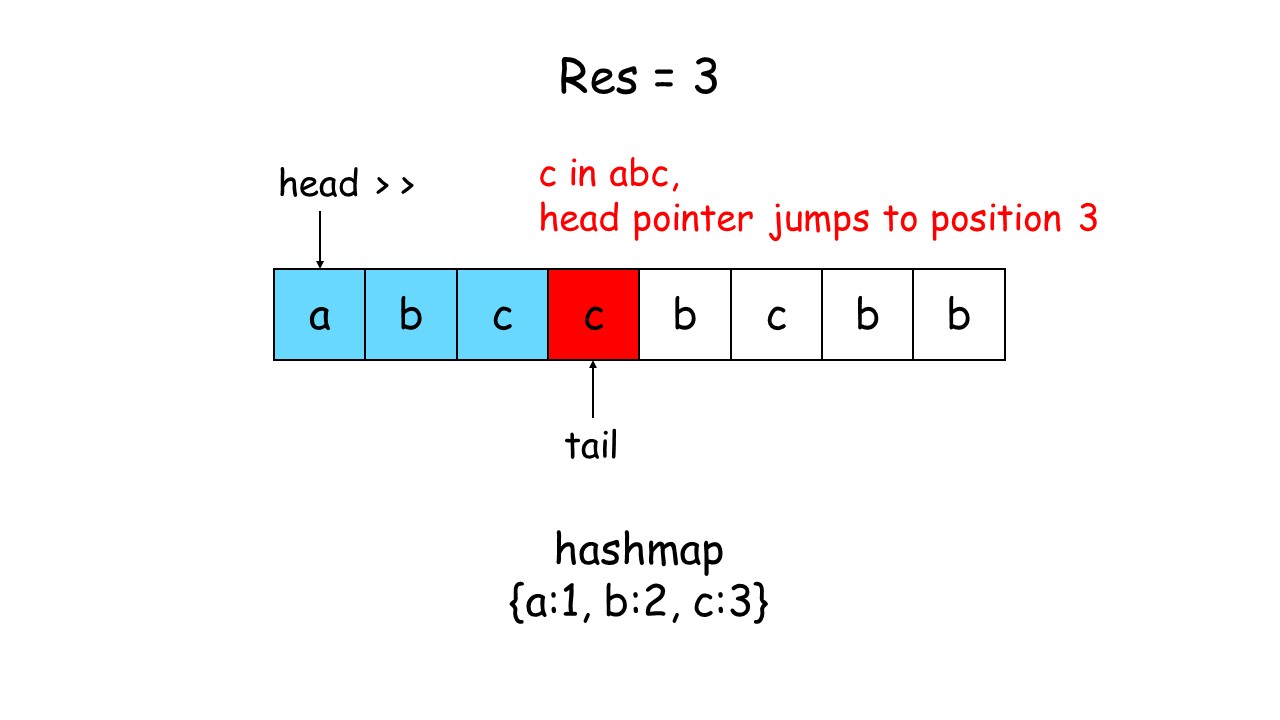 Res = 3
head >>
c in abc,
head pointer jumps to position 3
a b c c b c b b
tail
hashmap
{a:1, b:2, c:3}